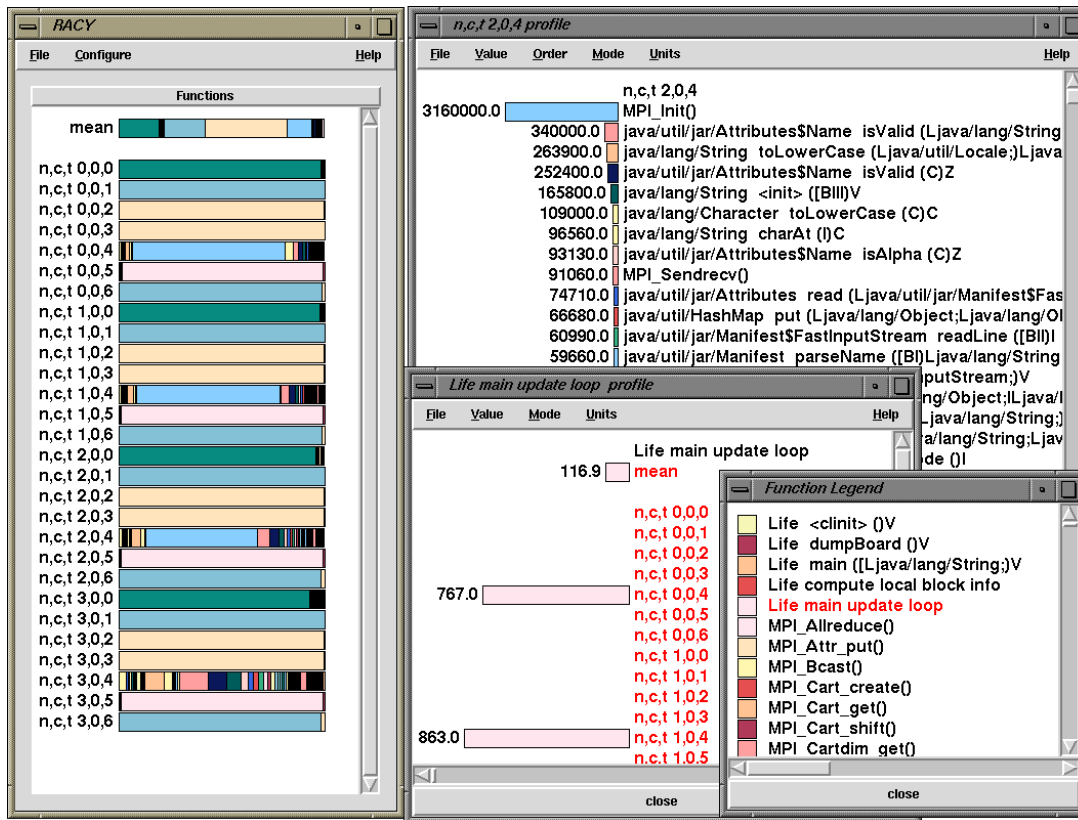 RACY
File Configure Help
Functions
mean
n,c,t 0,0,0
n,c,t 0,0,1
n,c,t 0,0,2
n,c,t 0,0,3
n,c,t 0,0,4
n,c,t 0,0,5
n,c,t 0,0,6
n,c,t 1,0,0
n,c,t 1,0,1
n,c,t 1,0,2
n,c,t 1,0,3
n,c,t 1,0,4
n,c,t 1,0,5
n,c,t 1,0,6
n,c,t 2,0,0
n,c,t 2,0,1
n,c,t 2,0,2
n,c,t 2,0,3
n,c,t 2,0,4
n,c,t 2,0,5
n,c,t 2,0,6
n,c,t 3,0,0
n,c,t 3,0,1
n,c,t 3,0,2
n,c,t 3,0,3
n,c,t 3,0,4
n,c,t 3,0,5
n,c,t 3,0,6
n,c,t 2,0,4 profile
File Value Order Mode Units Help
n,c,t 2,0,4
3160000.0 MPI_Init()
340000.0 java/util/jar/Attributes$Name isValid (Ljava/lang/String
263900.0 java/lang/String toLowerCase (Ljava/util/Locale;)Ljava
252400.0 java/util/jar/Attributes$Name isValid (C)Z
165800.0 java/lang/String <init> ([BIII)V
109000.0 java/lang/Character toLowerCase (C)C
96560.0 java/lang/String charAt (I)C
93130.0 java/util/jar/Attributes$Name isAlpha (C)Z
91060.0 MPI_Sendrecv()
74710.0 java/util/jar/Attributes read (Ljava/util/jar/Manifest$Fas
66680.0 java/util/HashMap put (Ljava/lang/Object;Ljava/lang/Ol
60990.0 java/util/jar/Manifest$FastInputStream readLine ([BII)I
59660.0 java/util/jar/Manifest parseName ([BI)Ljava/lang/String
nputStream;)V
ng/Object;ILjava/lang/
Ljava/lang/String;)
va/lang/String;Ljav
ode ()I
Life main update loop profile
File Value Mode Units Help
Life main update loop
116.9 mean
n,c,t 0,0,0
n,c,t 0,0,1
n,c,t 0,0,2
n,c,t 0,0,3
767.0 n,c,t 0,0,4
n,c,t 0,0,5
n,c,t 0,0,6
n,c,t 1,0,0
n,c,t 1,0,1
n,c,t 1,0,2
n,c,t 1,0,3
863.0 n,c,t 1,0,4
n,c,t 1,0,5
close
Function Legend
Life <clinit> ()V
Life dumpBoard ()V
Life main ([Ljava/lang/String;)V
Life compute local block info
Life main update loop
MPI_Allreduce()
MPI_Attr_put()
MPI_Bcast()
MPI_Cart_create()
MPI_Cart_get()
MPI_Cart_shift()
MPI_Cartdim_get()
close